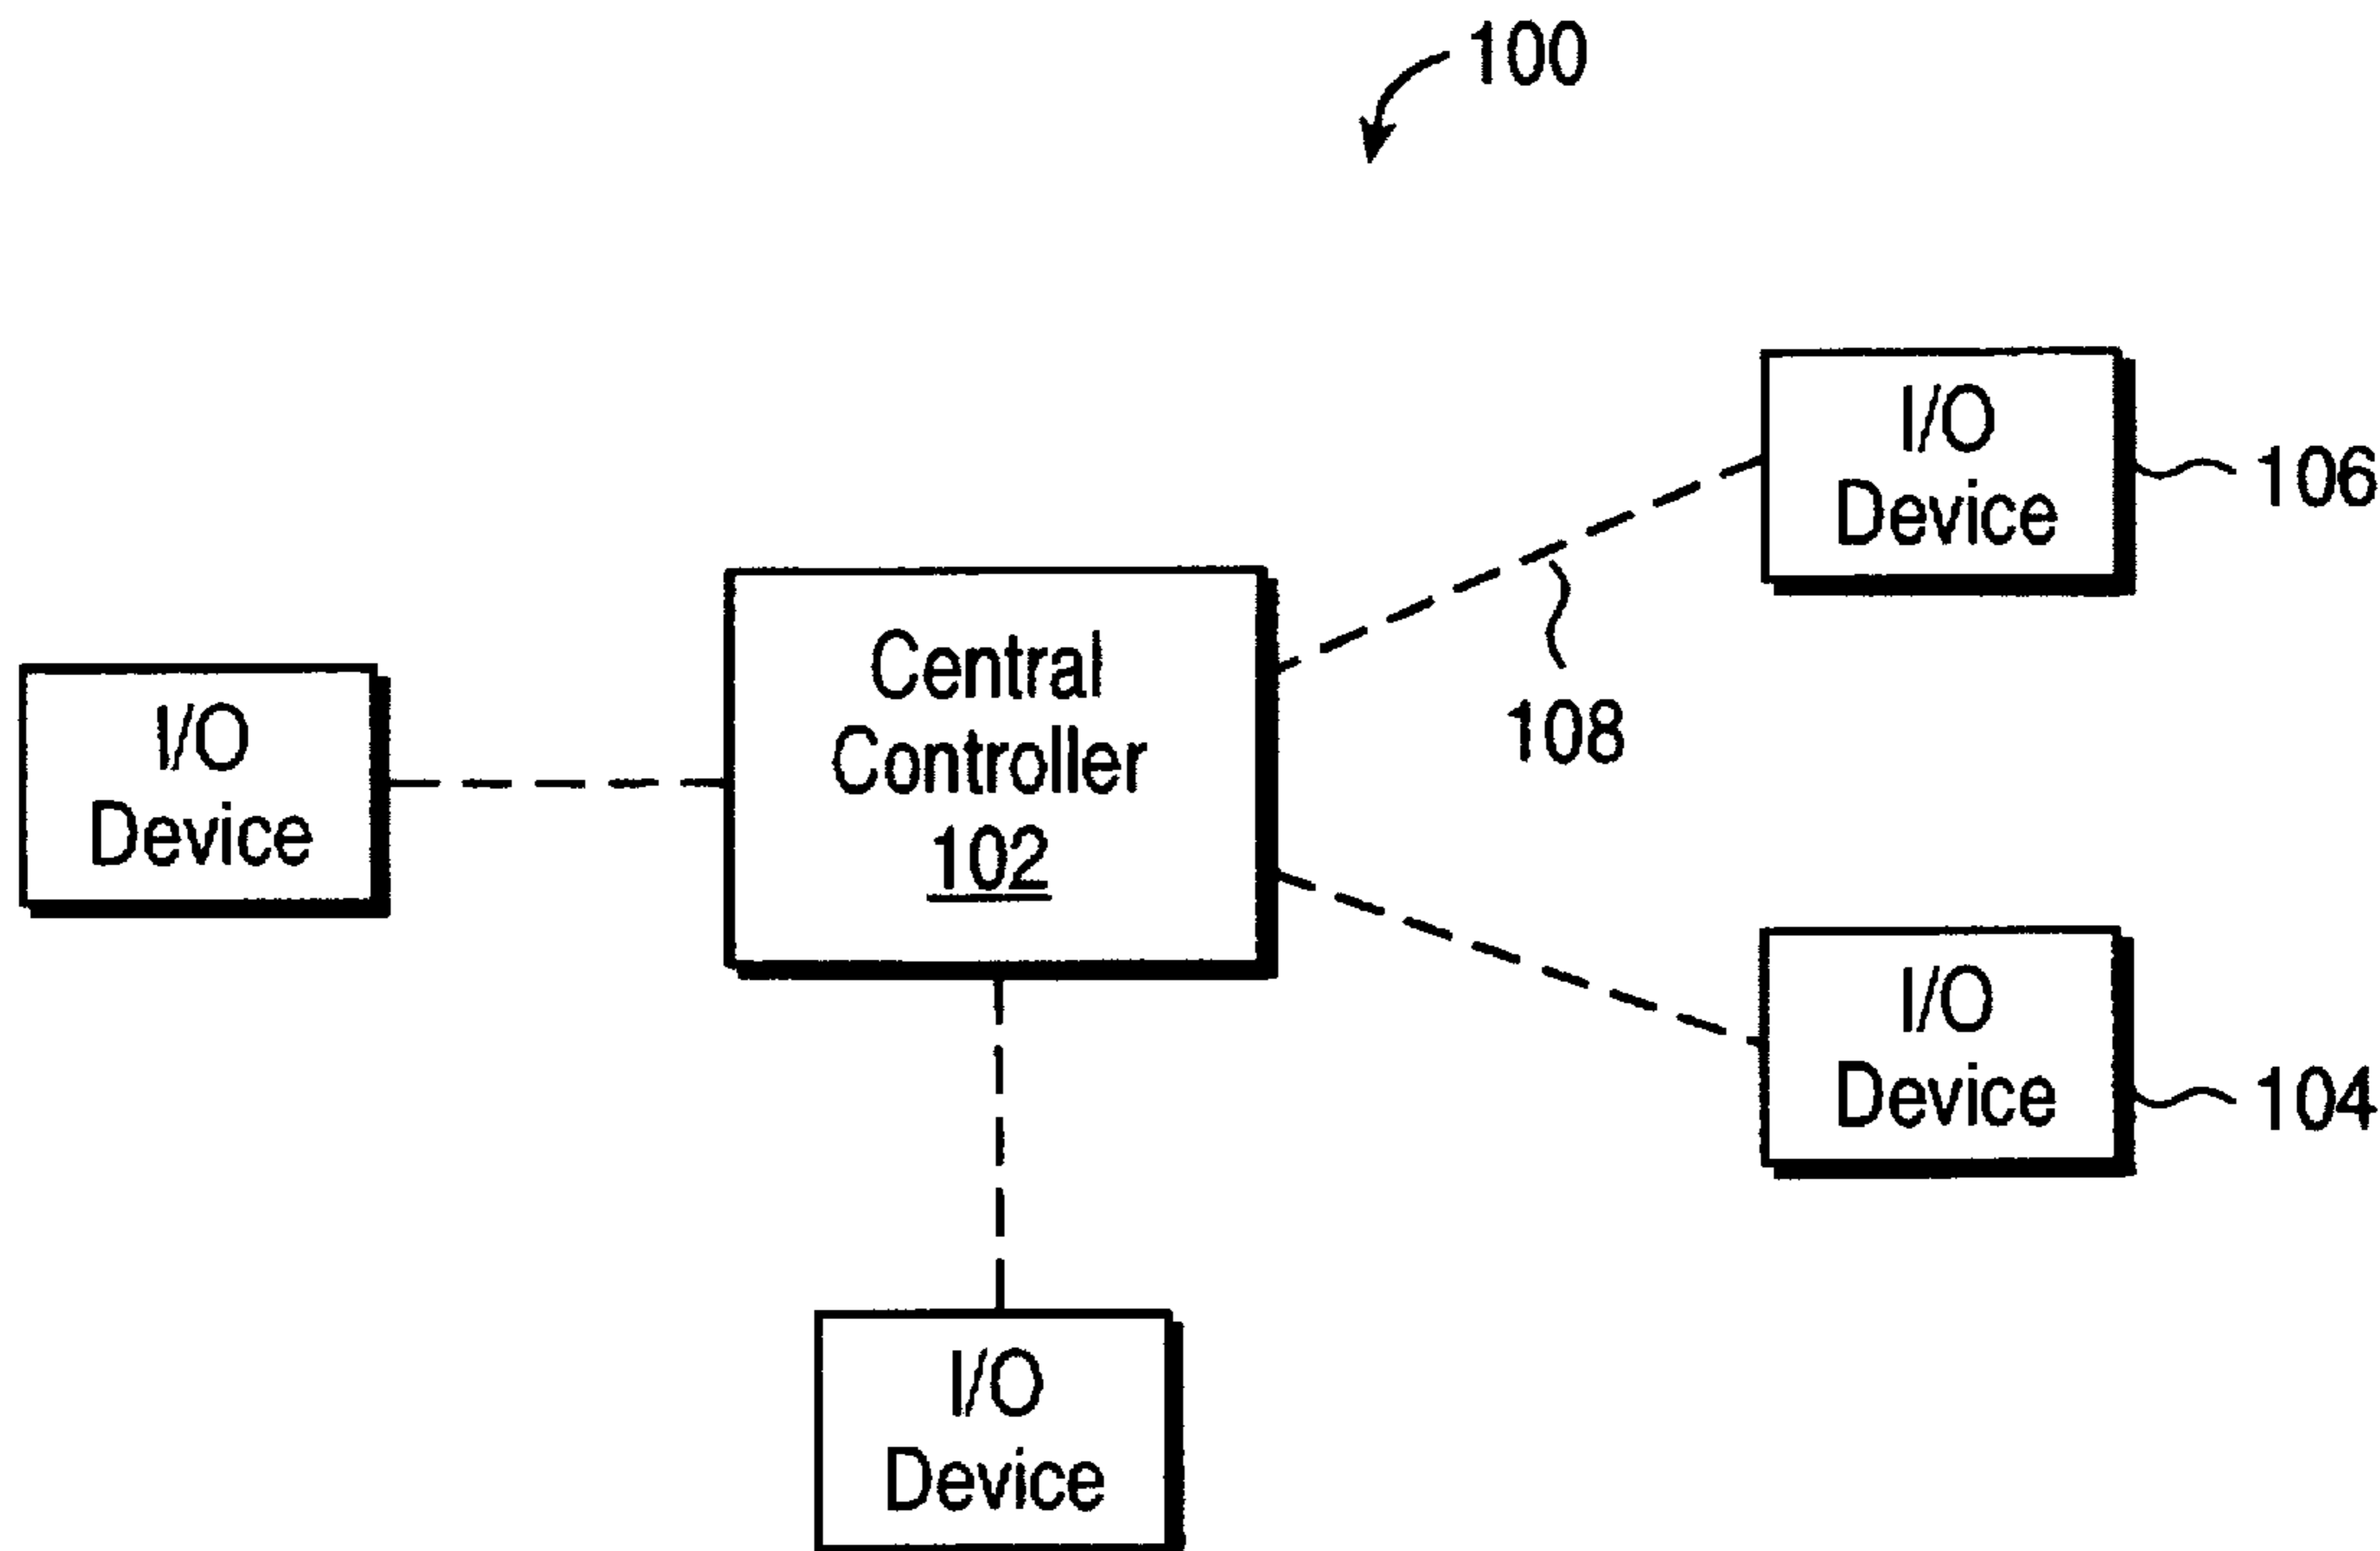 100
I/O
Device
106
Central
Controller
102
108
I/O
Device
I/O
Device
104
I/O
Device